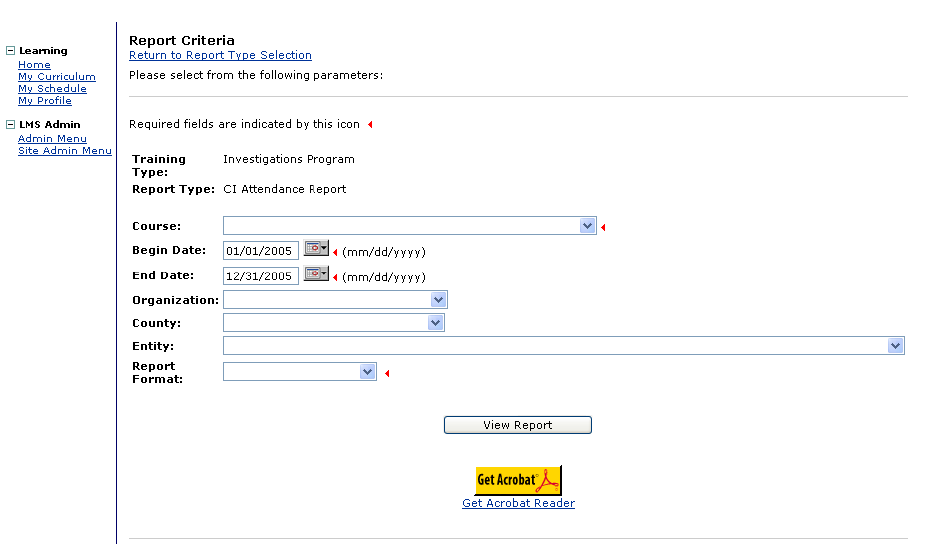 Learning
Home
My Curriculum
My Schedule
My Profile
LMS Admin
Admin Menu
Site Admin Menu
Report Criteria
Return to Report Type Selection
Please select from the following parameters:
Required fields are indicated by this icon
Training Type: Investigations Program
Report Type: CI Attendance Report
Course:
Begin Date: 01/01/2005 (mm/dd/yyyy)
End Date: 12/31/2005 (mm/dd/yyyy)
Organization:
County:
Entity:
Report
Format:
View Report
Get Acrobat
Get Acrobat Reader